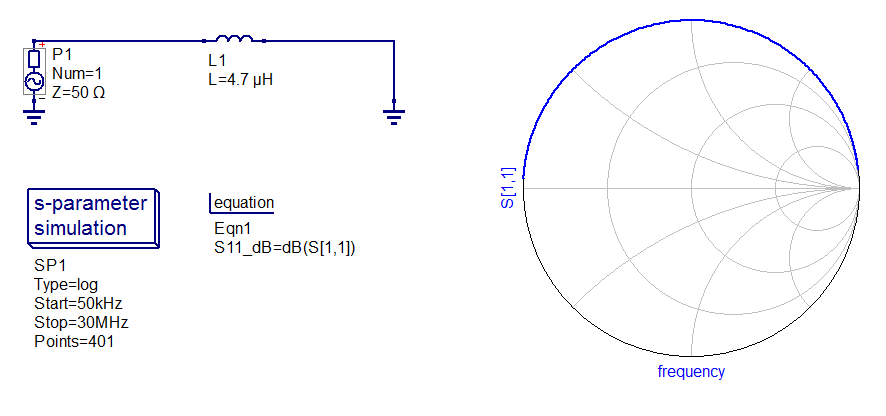 P1
Num=1
Z=50 Ω
L1
L=4.7 µH
s-parameter
simulation
SP1
Type=log
Start=50kHz
Stop=30MHz
Points=401
equation
Eqn1
S11_dB=dB(S[1,1])
S[1,1]
frequency